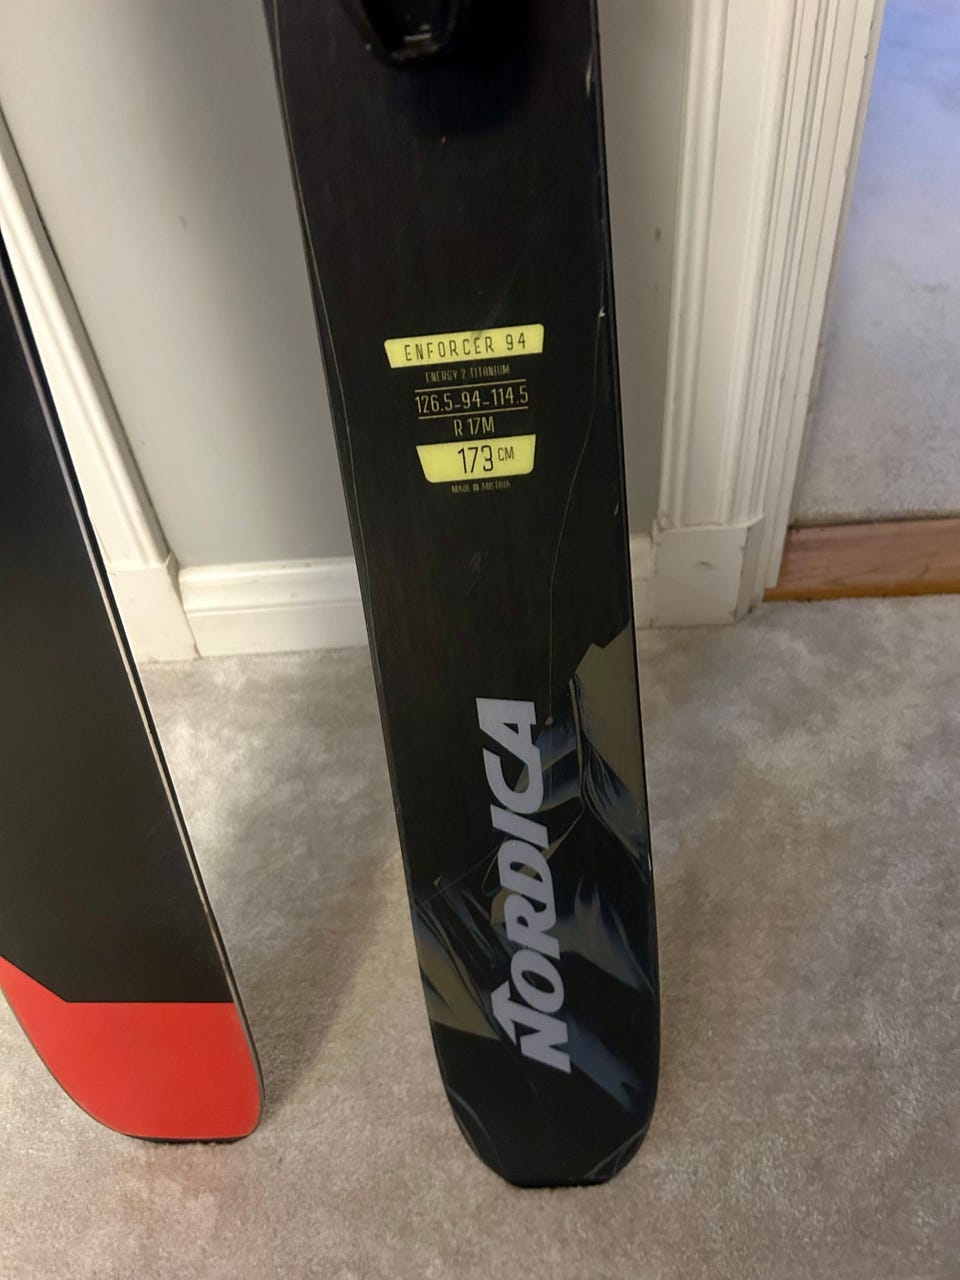 ENFORCER 94
ENERGY 2 TITANIUM
126.5-94-114.5
R 17M
173 CM
MADE IN AUSTRIA
NORDICA